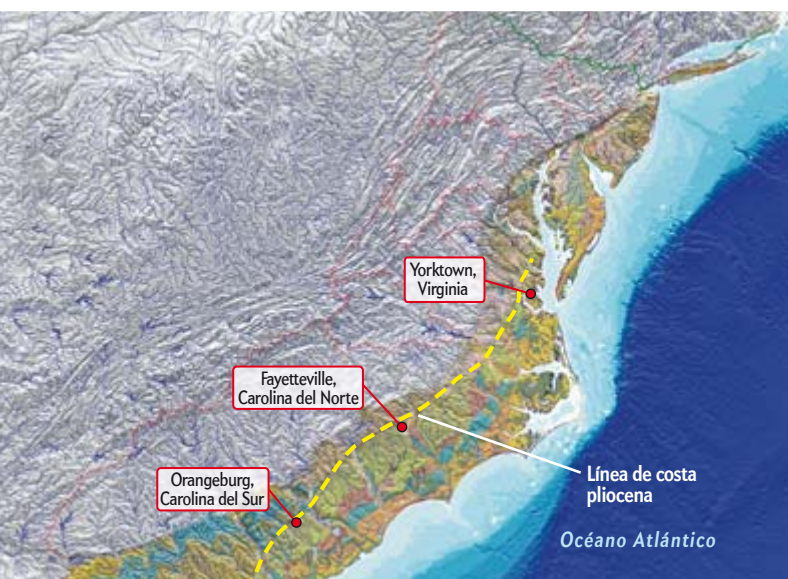 Yorktown,
Virginia
Fayetteville,
Carolina del Norte
Línea de costa
pliocena
Orangeburg,
Carolina del Sur
Océano Atlántico